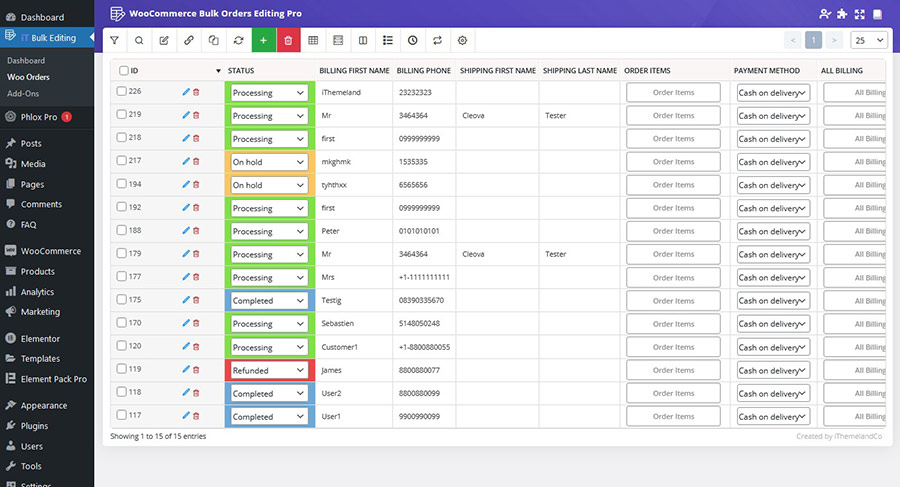 Dashboard
iT Bulk Editing
Dashboard
Woo Orders
Add-Ons
Phlox Pro 1
Posts
Media
Pages
Comments
FAQ
WooCommerce
Products
Analytics
Marketing
Elementor
Templates
Element Pack Pro
Appearance
Plugins
Users
Tools
Settings
WooCommerce Bulk Orders Editing Pro
< 1 > 25
ID STATUS BILLING FIRST NAME BILLING PHONE SHIPPING FIRST NAME SHIPPING LAST NAME ORDER ITEMS PAYMENT METHOD ALL BILLING
226 Processing iThemeland 23232323 Order Items Cash on delivery All Billing
219 Processing Mr 3464364 Cleova Tester Order Items Cash on delivery All Billing
218 Processing first 0999999999 Order Items Cash on delivery All Billing
217 On hold mkghmk 1535335 Order Items Cash on delivery All Billing
194 On hold tyhthxx 6565656 Order Items Cash on delivery All Billing
192 Processing first 0999999999 Order Items Cash on delivery All Billing
188 Processing Peter 0101010101 Order Items Cash on delivery All Billing
179 Processing Mr 3464364 Cleova Tester Order Items Cash on delivery All Billing
177 Processing Mrs +1-1111111111 Order Items Cash on delivery All Billing
175 Completed Testig 08390335670 Order Items Cash on delivery All Billing
170 Processing Sebastien 5148050248 Order Items Cash on delivery All Billing
120 Processing Customer1 +1-8800880055 Order Items Cash on delivery All Billing
119 Refunded James 8800880077 Order Items Cash on delivery All Billing
118 Completed User2 8800880099 Order Items Cash on delivery All Billing
117 Completed User1 9900990099 Order Items Cash on delivery All Billing
Showing 1 to 15 of 15 entries
Created by iThemelandCo